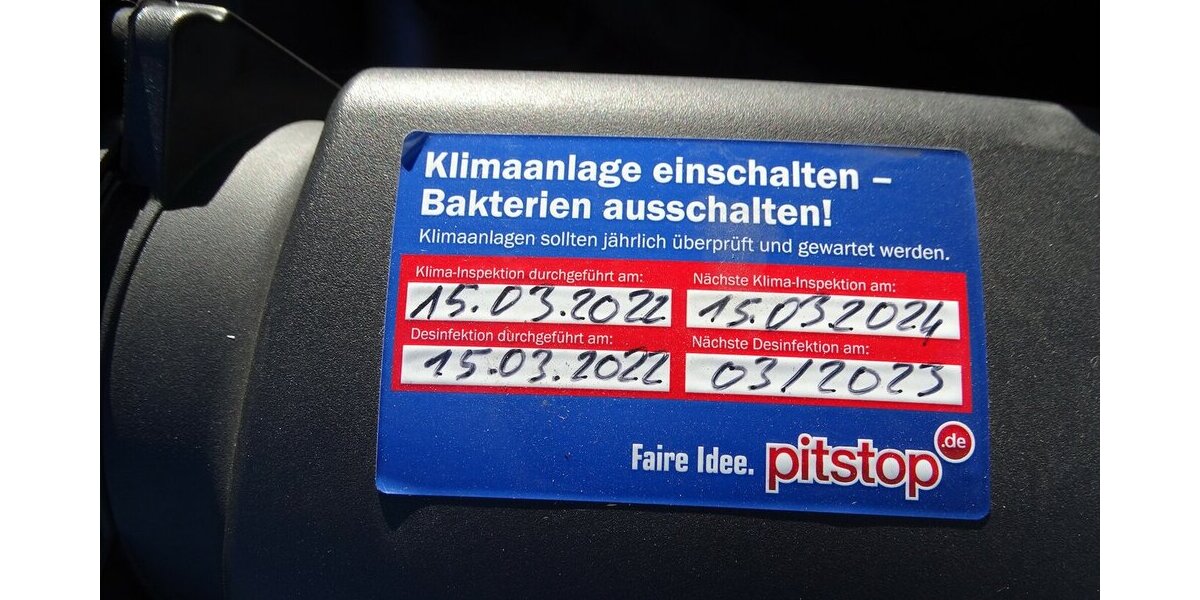 Klimaanlage einschalten –
Bakterien ausschalten!
Klimaanlagen sollten jährlich überprüft und gewartet werden.
Klima-Inspektion durchgeführt am:
15.03.2022
Nächste Klima-Inspektion am:
15.03.2024
Desinfektion durchgeführt am:
15.03.2022
Nächste Desinfektion am:
03/2023
Faire Idee. pitstop.de